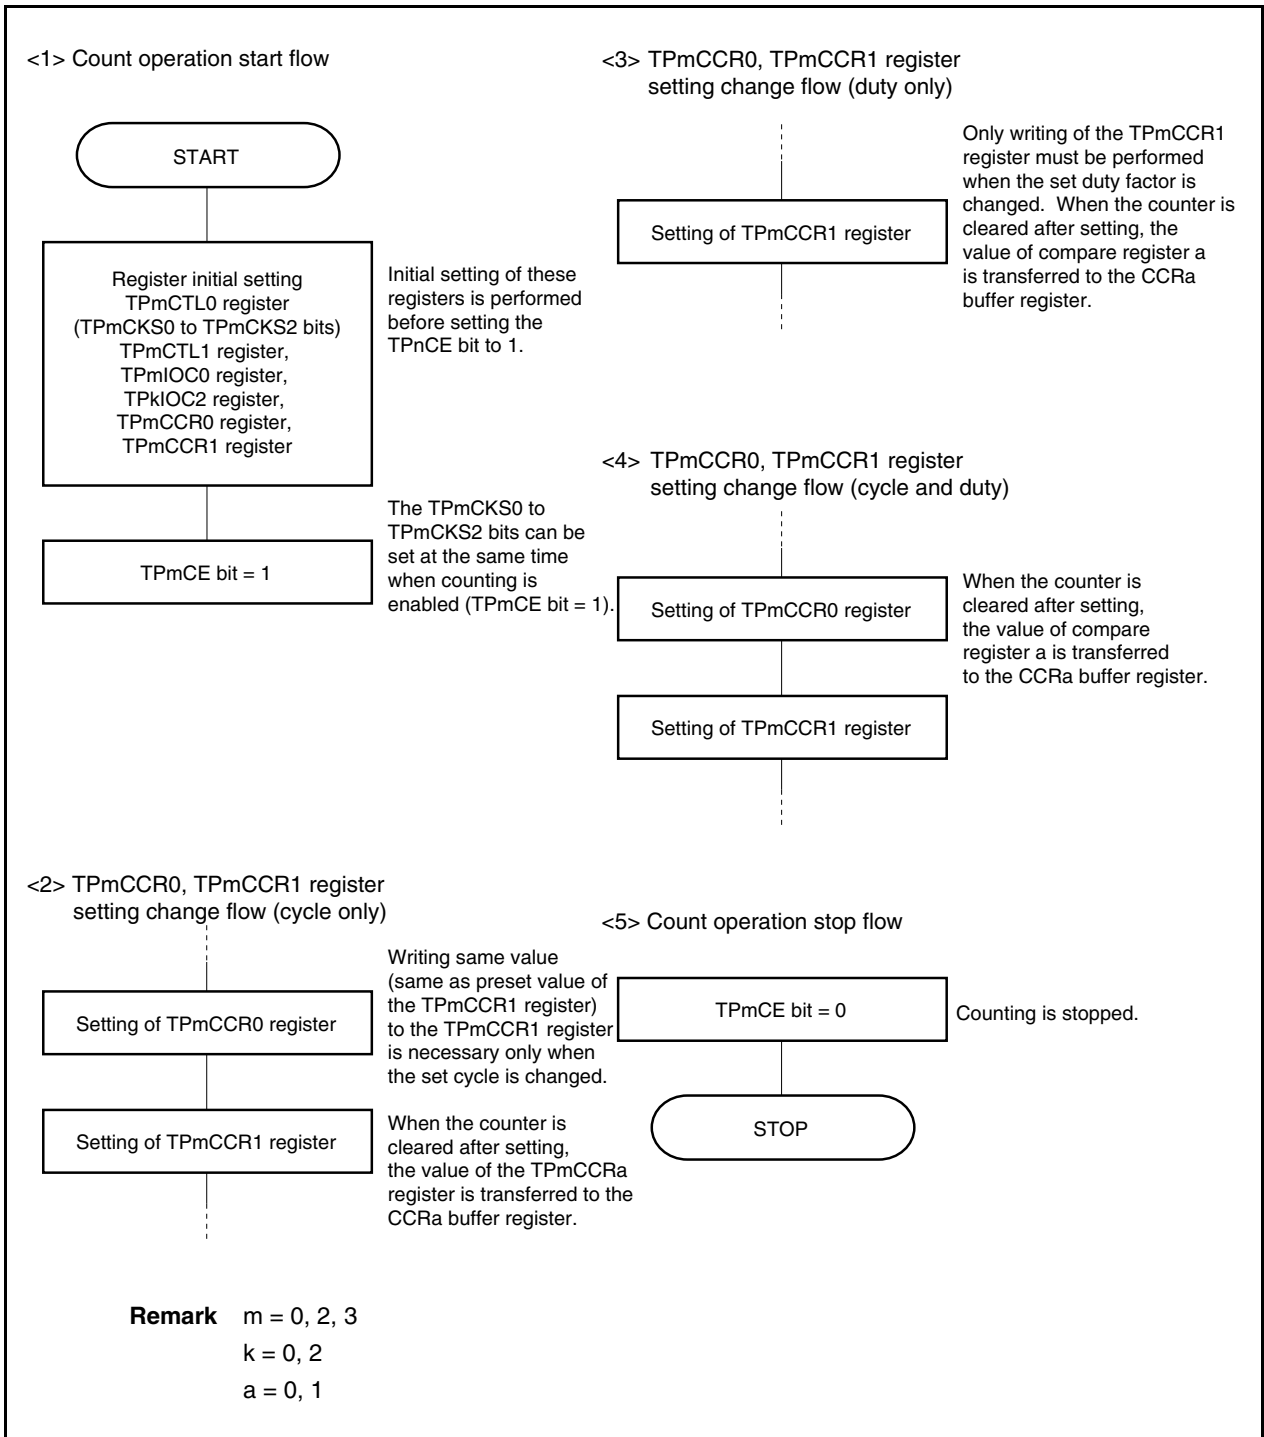 <1> Count operation start flow
START
Register initial setting
TPmCTL0 register
(TPmCKS0 to TPmCKS2 bits)
TPmCTL1 register,
TPmIOC0 register,
TPkIOC2 register,
TPmCCR0 register,
TPmCCR1 register
Initial setting of these
registers is performed
before setting the
TPnCE bit to 1.
TPmCE bit = 1
The TPmCKS0 to
TPmCKS2 bits can be
set at the same time
when counting is
enabled (TPmCE bit = 1).
<2> TPmCCR0, TPmCCR1 register
setting change flow (cycle only)
Setting of TPmCCR0 register
Writing same value
(same as preset value of
the TPmCCR1 register)
to the TPmCCR1 register
is necessary only when
the set cycle is changed.
Setting of TPmCCR1 register
When the counter is
cleared after setting,
the value of the TPmCCRa
register is transferred to the
CCRa buffer register.
<3> TPmCCR0, TPmCCR1 register
setting change flow (duty only)
Setting of TPmCCR1 register
Only writing of the TPmCCR1
register must be performed
when the set duty factor is
changed. When the counter is
cleared after setting, the
value of compare register a
is transferred to the CCRa
buffer register.
<4> TPmCCR0, TPmCCR1 register
setting change flow (cycle and duty)
Setting of TPmCCR0 register
When the counter is
cleared after setting,
the value of compare
register a is transferred
to the CCRa buffer register.
Setting of TPmCCR1 register
<5> Count operation stop flow
TPmCE bit = 0
Counting is stopped.
STOP
Remark m = 0, 2, 3
k = 0, 2
a = 0, 1